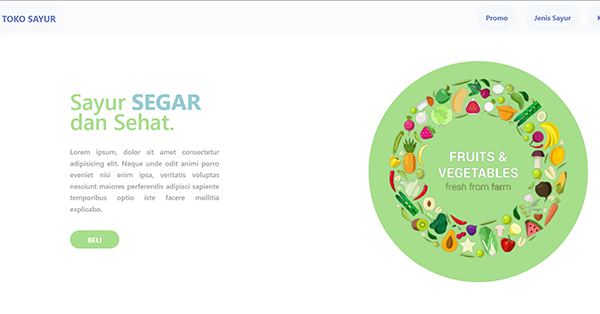 TOKO SAYUR
Promo
Jenis Sayur
Sayur SEGAR
dan Sehat.
Lorem ipsum, dolor sit amet consectetur
adipisicing elit. Neque unde odit animi porro
eveniet nisi enim ipsa, veritatis voluptas
nesciunt maiores perferendis adipisci sapiente
temporibus optio iste facere mollitia
explicabo.
BELI
FRUITS &
VEGETABLES
fresh from farm